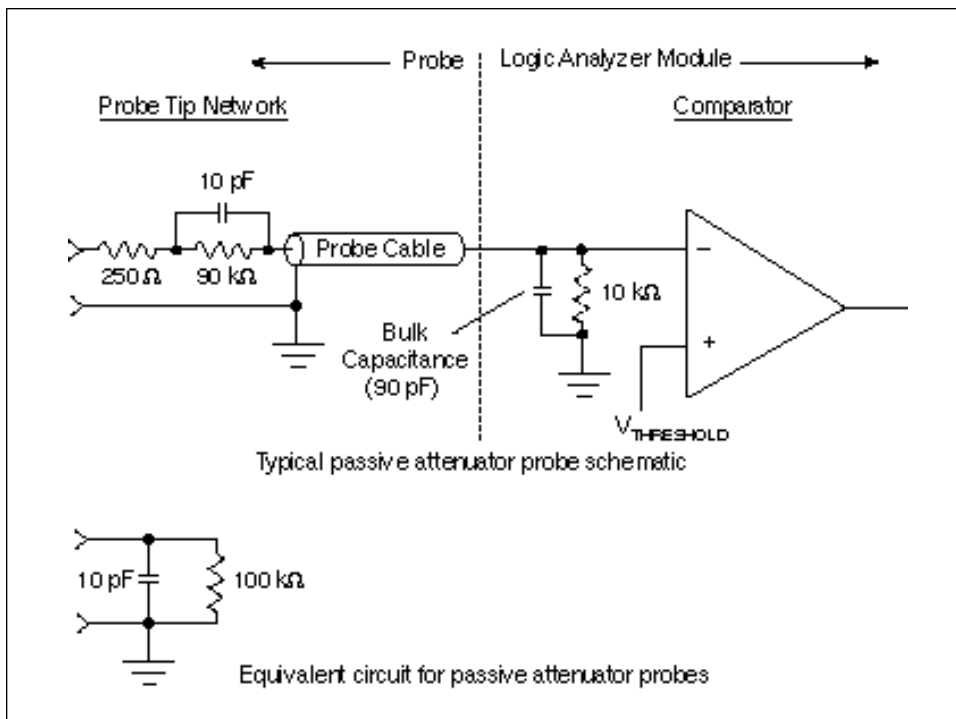 Probe
Logic Analyzer Module
Probe Tip Network
Comparator
10 pF
250 Ω
90 kΩ
Probe Cable
10 kΩ
−
+
Bulk
Capacitance
(90 pF)
VTHRESHOLD
Typical passive attenuator probe schematic
10 pF
100 kΩ
Equivalent circuit for passive attenuator probes